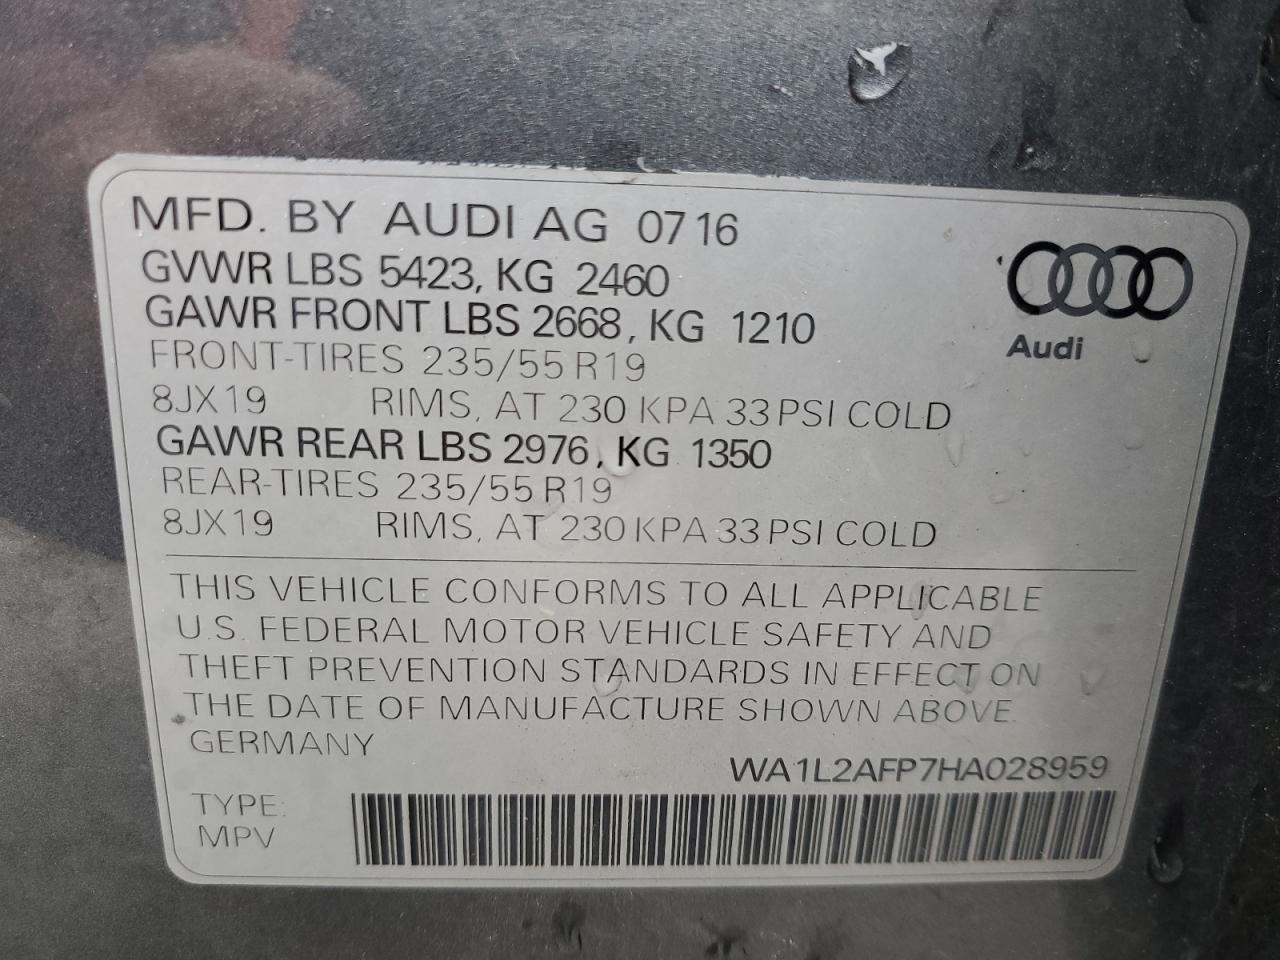 MFD. BY AUDI AG 07 16
GVWR LBS 5423, KG 2460
GAWR FRONT LBS 2668, KG 1210
FRONT-TIRES 235/55 R19
8JX19 RIMS, AT 230 KPA 33 PSI COLD
GAWR REAR LBS 2976, KG 1350
REAR-TIRES 235/55 R19
8JX19 RIMS, AT 230 KPA 33 PSI COLD
Audi
THIS VEHICLE CONFORMS TO ALL APPLICABLE
U.S. FEDERAL MOTOR VEHICLE SAFETY AND
THEFT PREVENTION STANDARDS IN EFFECT ON
THE DATE OF MANUFACTURE SHOWN ABOVE.
GERMANY
WA1L2AFP7HA028959
TYPE:
MPV